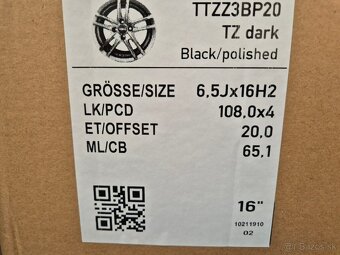 TTZZ3BP20
TZ dark
Black/polished
GRÖSSE/SIZE 6,5Jx16H2
LK/PCD 108,0x4
ET/OFFSET 20,0
ML/CB 65,1
16"
10211910
02